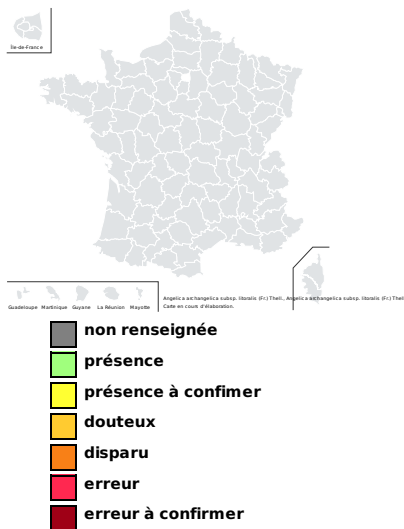 Île-de-France
Guadeloupe Martinique Guyane La Réunion Mayotte
Angelica archangelica subsp. litoralis (Fr.) Thell., Angelica archangelica subsp. litoralis (Fr.) Thell
Carte en cours d'élaboration.
non renseignée
présence
présence à confimer
douteux
disparu
erreur
erreur à confirmer